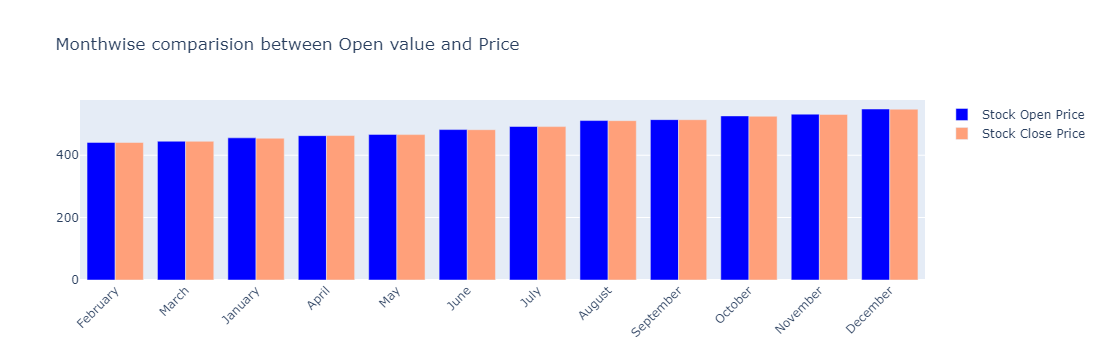 Monthwise comparision between Open value and Price
Stock Open Price
Stock Close Price
400
200
0
February
March
January
April
May
June
July
August
September
October
November
December